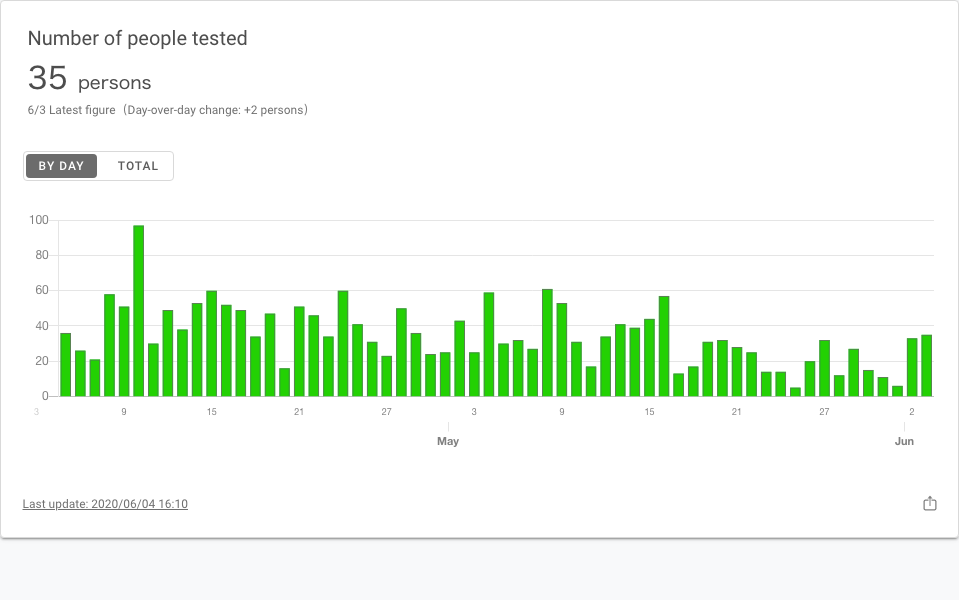 Number of people tested
35 persons
6/3 Latest figure（Day-over-day change: +2 persons）
BY DAY TOTAL
100
80
60
40
20
0
3 9 15 21 27 3 9 15 21 27 2
May Jun
Last update: 2020/06/04 16:10